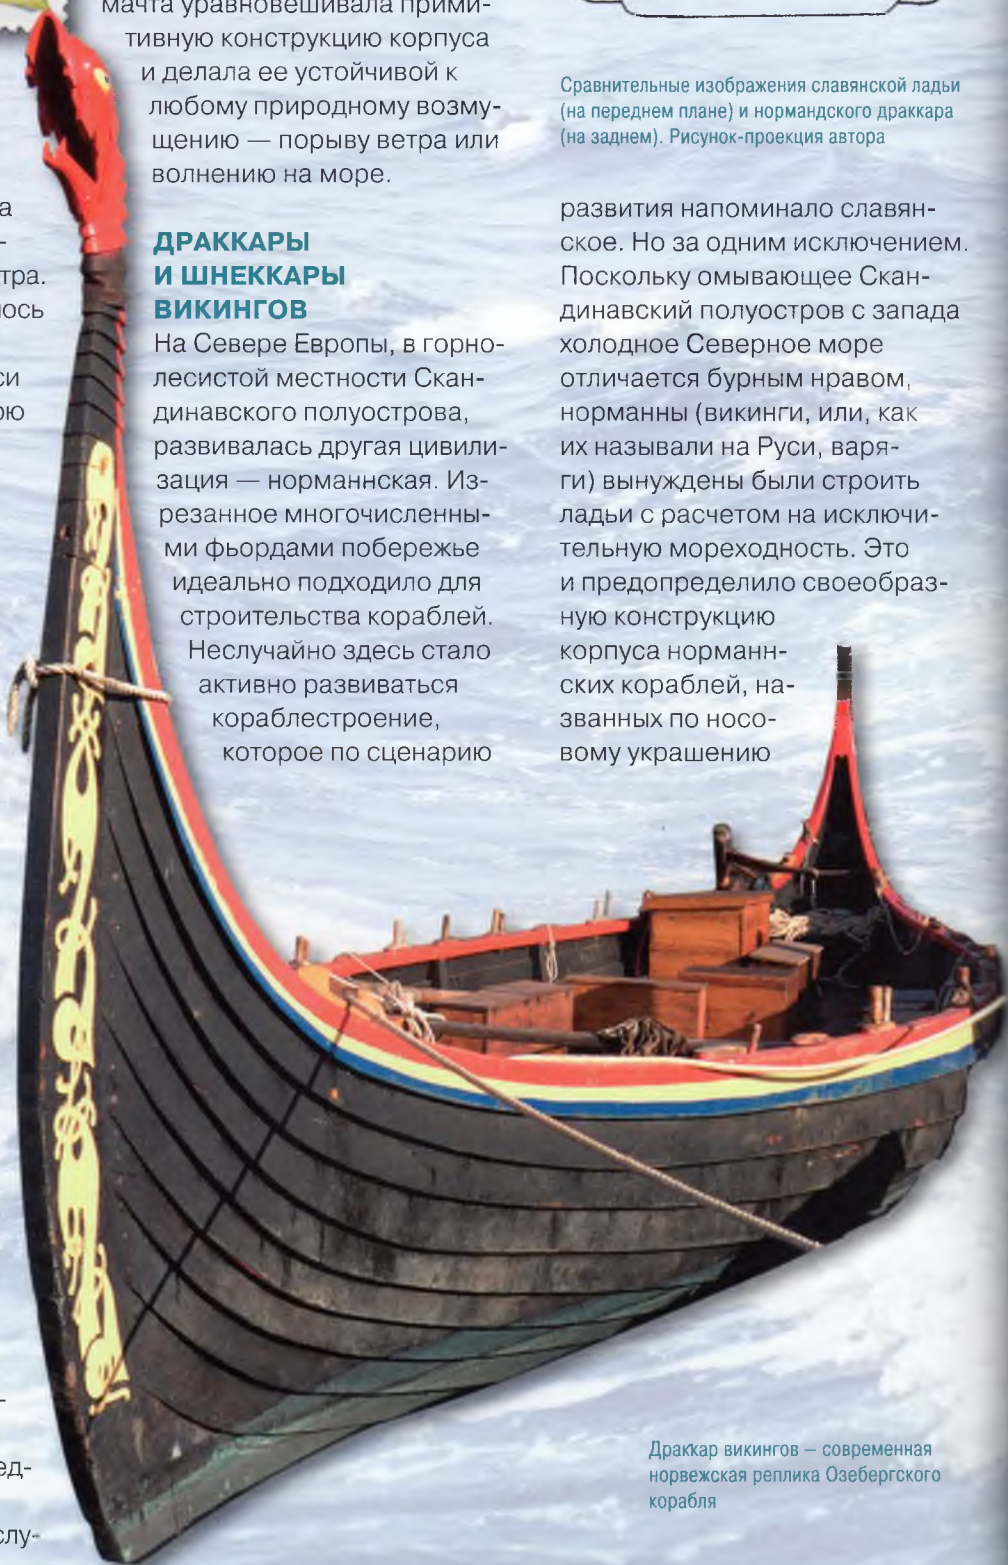 мачта уравновешивала прими-
тивную конструкцию корпуса
и делала ее устойчивой к
любому природному возму-
щению — порыву ветра или
волнению на море.
ДРАККАРЫ
И ШНЕККАРЫ
ВИКИНГОВ
На Севере Европы, в горно-
лесистой местности Скан-
динавского полуострова,
развивалась другая цивили-
зация — норманнская. Из-
резанное многочисленны-
ми фьордами побережье
идеально подходило для
строительства кораблей.
Неслучайно здесь стало
активно развиваться
кораблестроение,
которое по сценарию
Сравнительные изображения славянской ладьи
(на переднем плане) и нормандского драккара
(на заднем). Рисунок-проекция автора
развития напоминало славян-
ское. Но за одним исключением.
Поскольку омывающее Скан-
динавский полуостров с запада
холодное Северное море
отличается бурным нравом,
норманны (викинги, или, как
их называли на Руси, варя-
ги) вынуждены были строить
ладьи с расчетом на исключи-
тельную мореходность. Это
и предопределило своеобраз-
ную конструкцию
корпуса норманн-
ских кораблей, на-
званных по носо-
вому украшению
Драккар викингов – современная
норвежская реплика Озебергского
корабля